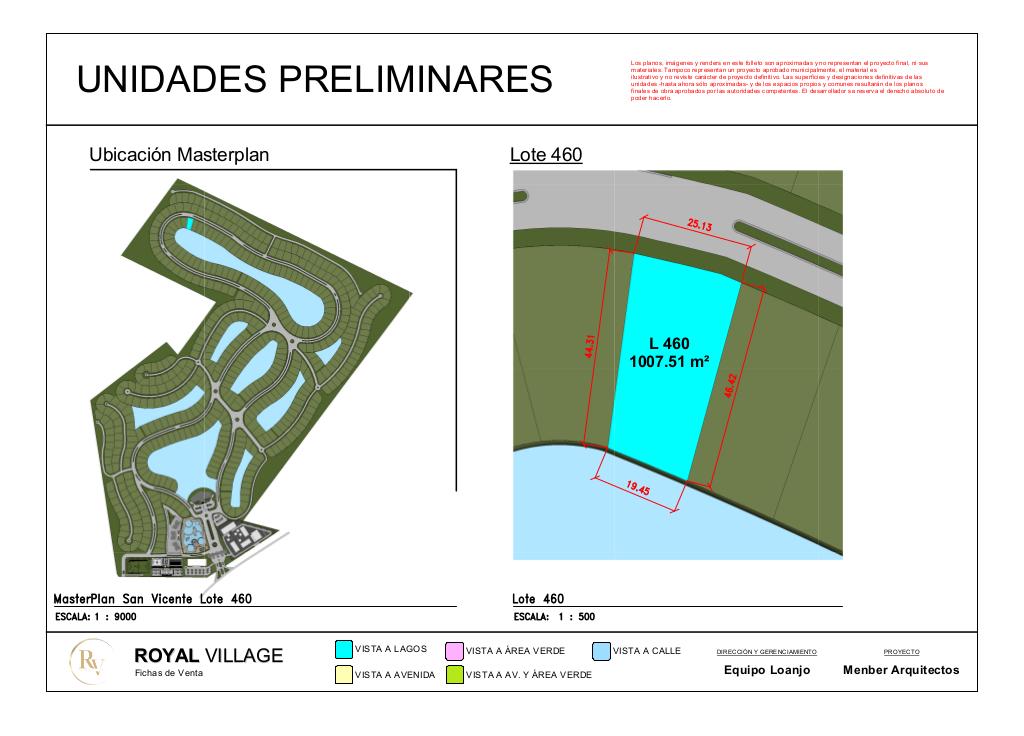 UNIDADES PRELIMINARES
Los planos, imágenes y renders en este folleto son aproximadas y no representan el proyecto final, ni sus
materiales. Tampoco representan un proyecto aprobado municipalmente, el material es
ilustrativo y no reviste carácter de proyecto definitivo. Las superficies y designaciones definitivas de las
unidades -hasta ahora sólo aproximadas- y de los espacios propios y comunes resultarán de los planos
finales de obra aprobados por las autoridades competentes. El desarrollador se reserva el derecho absoluto de
poder hacerlo.
Ubicación Masterplan
Lote 460
25.13
44.31
L 460
1007.51 m²
46.42
19.45
MasterPlan San Vicente Lote 460
ESCALA: 1 : 9000
Lote 460
ESCALA: 1 : 500
RV
ROYAL VILLAGE
Fichas de Venta
VISTA A LAGOS
VISTA A ÁREA VERDE
VISTA A CALLE
VISTA A AVENIDA
VISTA A AV. Y ÁREA VERDE
DIRECCIÓN Y GERENCIAMIENTO
Equipo Loanjo
PROYECTO
Menber Arquitectos